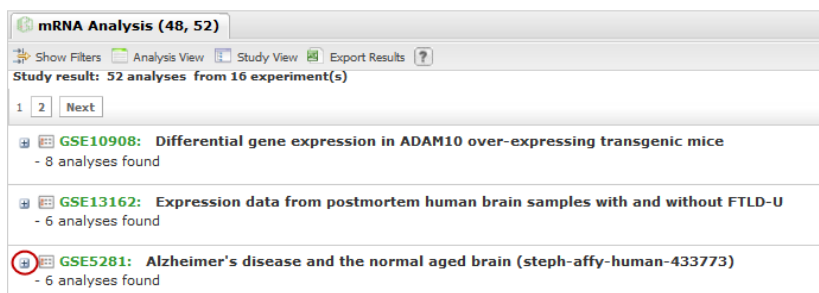 mRNA Analysis (48, 52)
Show Filters Analysis View Study View Export Results ?
Study result: 52 analyses from 16 experiment(s)
1 2 Next
GSE10908: Differential gene expression in ADAM10 over-expressing transgenic mice
- 8 analyses found
GSE13162: Expression data from postmortem human brain samples with and without FTLD-U
- 6 analyses found
GSE5281: Alzheimer's disease and the normal aged brain (steph-affy-human-433773)
- 6 analyses found